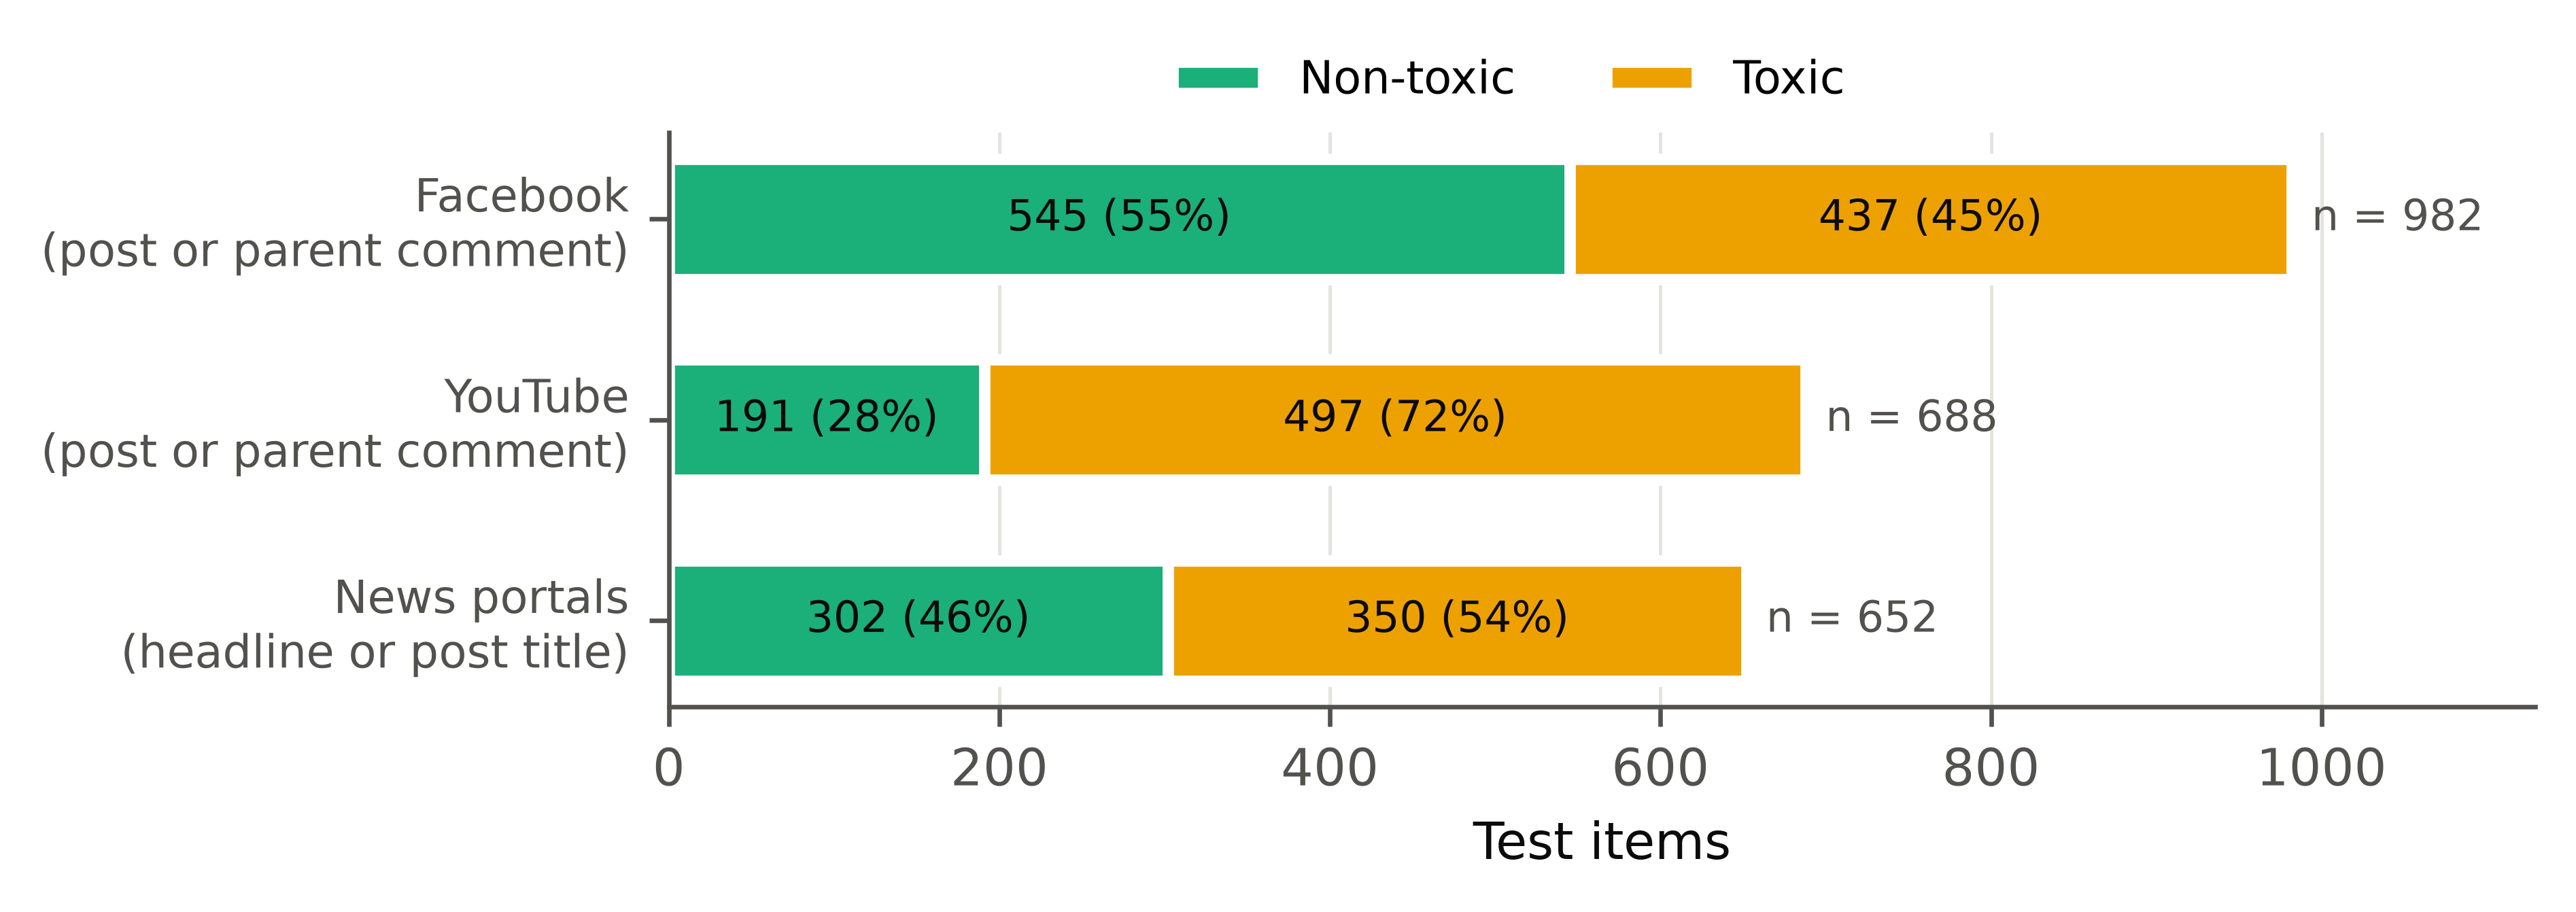 Non-toxic Toxic
Facebook
(post or parent comment)
545 (55%) 437 (45%) n = 982
YouTube
(post or parent comment)
191 (28%) 497 (72%) n = 688
News portals
(headline or post title)
302 (46%) 350 (54%) n = 652
0 200 400 600 800 1000
Test items